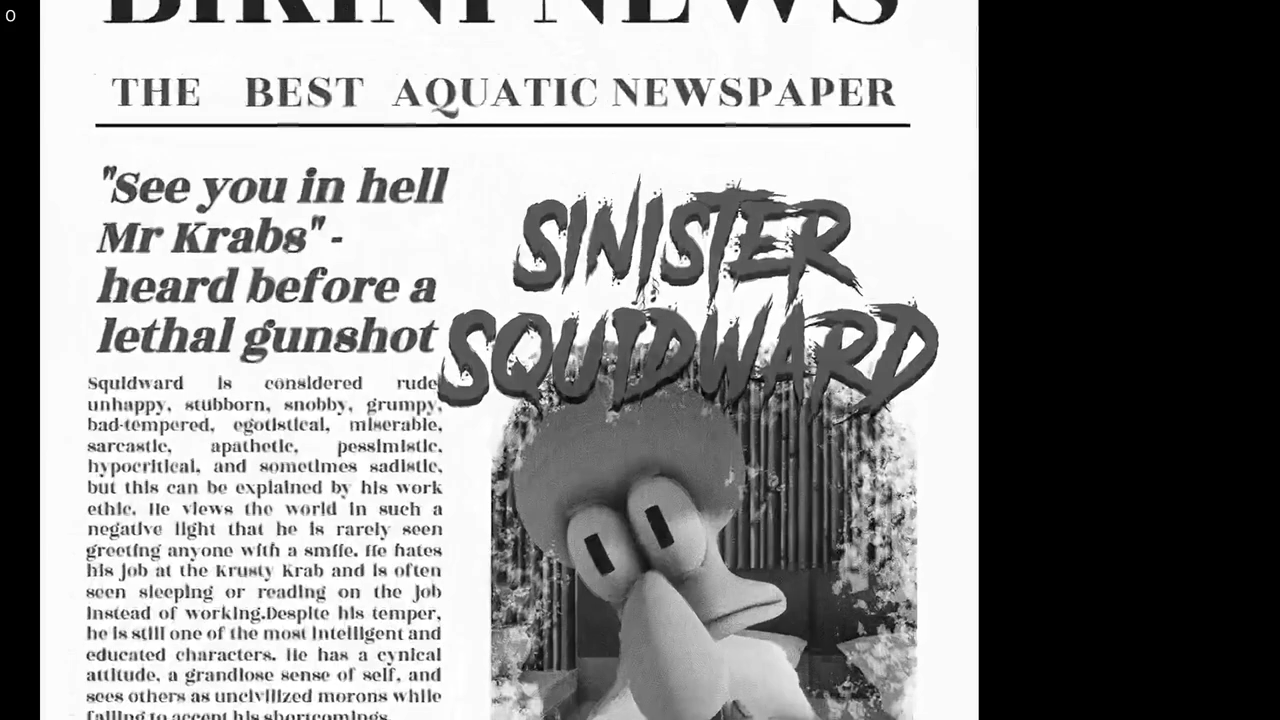 0
BIKINI NEWS
THE BEST AQUATIC NEWSPAPER
"See you in hell
Mr Krabs" -
heard before a
lethal gunshot
SINISTER
SQUIDWARD
Squidward is considered rude,
unhappy, stubborn, snobby, grumpy,
bad-tempered, egotistical, miserable,
sarcastic, apathetic, pessimistic,
hypocritical, and sometimes sadistic,
but this can be explained by his work
ethic. He views the world in such a
negative light that he is rarely seen
greeting anyone with a smile. He hates
his job at the Krusty Krab and is often
seen sleeping or reading on the job
instead of working.Despite his temper,
he is still one of the most intelligent and
educated characters. He has a cynical
attitude, a grandiose sense of self, and
sees others as uncivilized morons while
failing to accept his shortcomings.